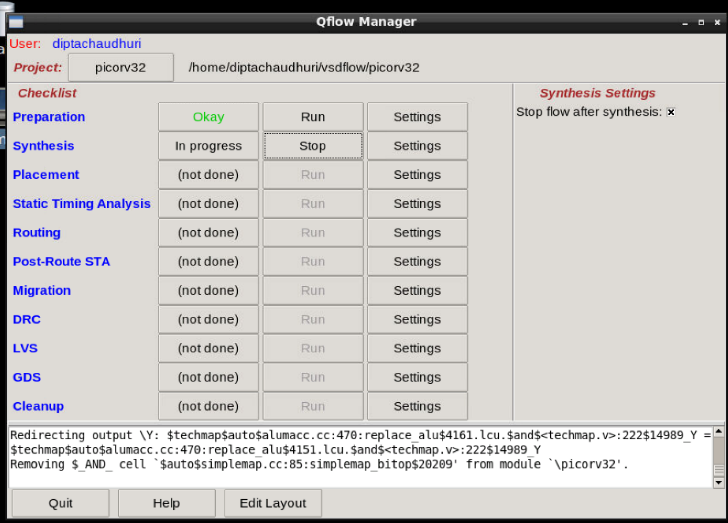 Qflow Manager
User: diptachaudhuri
Project: picorv32 /home/diptachaudhuri/vsdflow/picorv32
Checklist Synthesis Settings
Preparation Okay Run Settings Stop flow after synthesis:
Synthesis In progress Stop Settings
Placement (not done) Run Settings
Static Timing Analysis (not done) Run Settings
Routing (not done) Run Settings
Post-Route STA (not done) Run Settings
Migration (not done) Run Settings
DRC (not done) Run Settings
LVS (not done) Run Settings
GDS (not done) Run Settings
Cleanup (not done) Run Settings
Redirecting output \Y: $techmap$auto$alumacc.cc:470:replace_alu$4161.lcu.$and$<techmap.v>:222$14989_Y =
$techmap$auto$alumacc.cc:470:replace_alu$4151.lcu.$and$<techmap.v>:222$14989_Y
Removing $_AND_ cell `$auto$simplemap.cc:85:simplemap_bitop$20209' from module `\picorv32'.
Quit Help Edit Layout